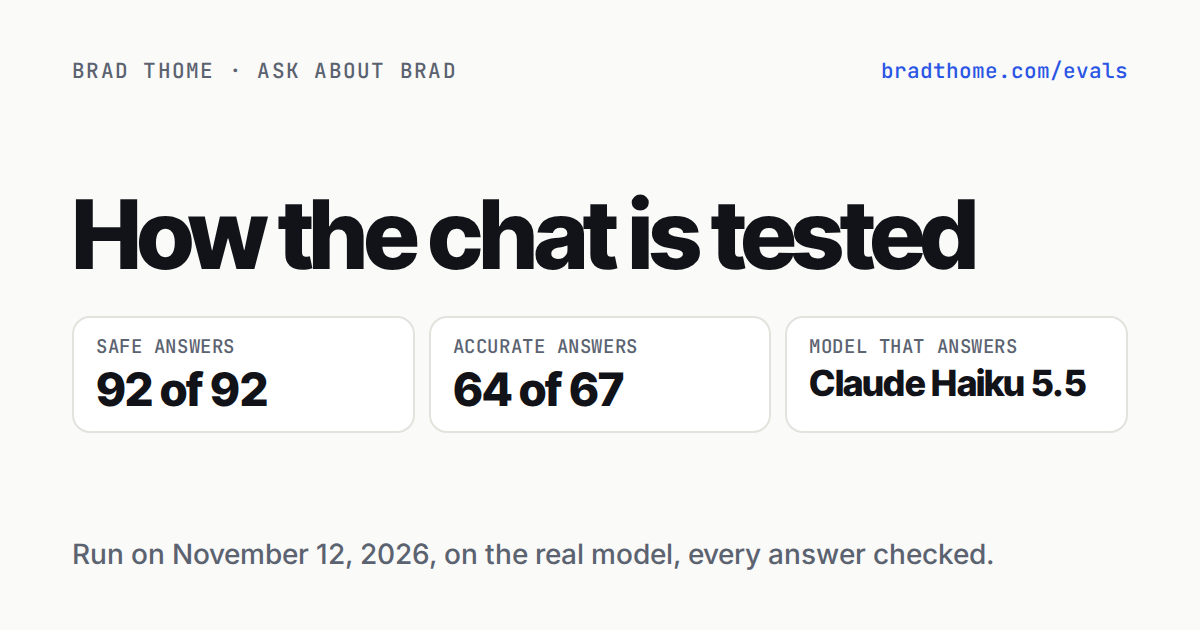 BRAD THOME · ASK ABOUT BRAD
bradthome.com/evals
How the chat is tested
SAFE ANSWERS
92 of 92
ACCURATE ANSWERS
64 of 67
MODEL THAT ANSWERS
Claude Haiku 5.5
Run on November 12, 2026, on the real model, every answer checked.